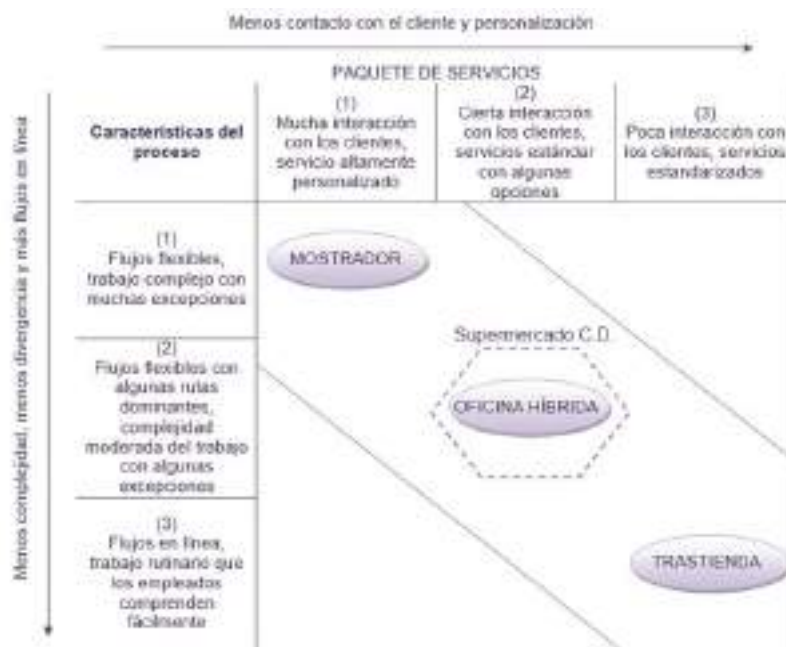 Menos contacto con el cliente y personalización
PAQUETE DE SERVICIOS
Menos complejidad, menos divergencia y más flujos en línea
Características del
proceso
(1)
Mucha interacción
con los clientes,
servicio altamente
personalizado
(2)
Cierta interacción
con los clientes,
servicios estándar
con algunas
opciones
(3)
Poca interacción con
los clientes, servicios
estandarizados
(1)
Flujos flexibles,
trabajo complejo con
muchas excepciones
MOSTRADOR
(2)
Flujos flexibles con
algunas rutas
dominantes,
complejidad
moderada del trabajo
con algunas
excepciones
Supermercado C.D.
OFICINA HÍBRIDA
(3)
Flujos en línea,
trabajo rutinario que
los empleados
comprenden
fácilmente
TRASTIENDA